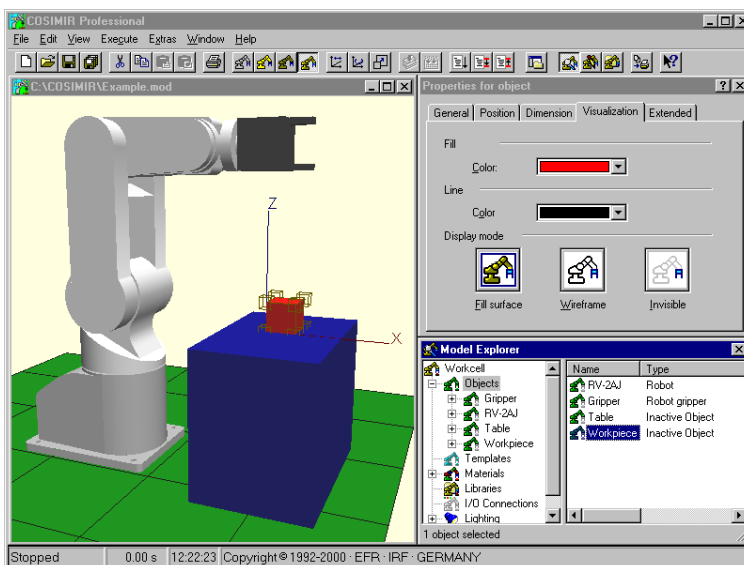 COSIMIR Professional
File Edit View Execute Extras Window Help
C:\COSIMIR\Example.mod
Z
X
Properties for object
General Position Dimension Visualization Extended
Fill
Color:
Line
Color
Display mode
Fill surface Wireframe Invisible
Model Explorer
Workcell
Objects
Gripper
RV-2AJ
Table
Workpiece
Templates
Materials
Libraries
I/O Connections
Lighting
Name Type
RV-2AJ Robot
Gripper Robot gripper
Table Inactive Object
Workpiece Inactive Object
1 object selected
Stopped 0.00 s 12:22:23 Copyright © 1992-2000 · EFR · IRF · GERMANY